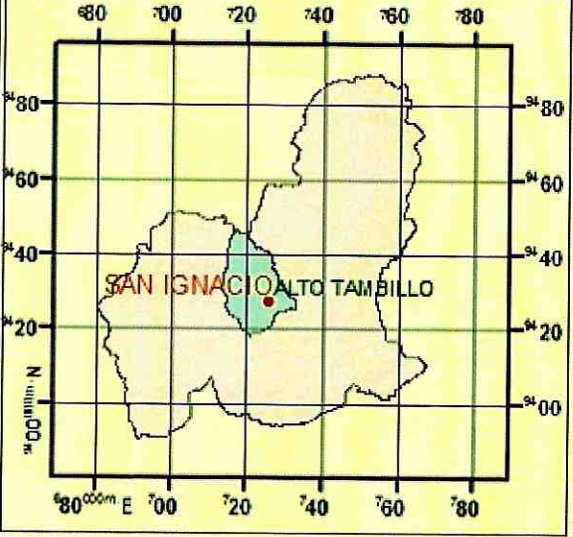 ⁶80 ⁷00 ⁷20 ⁷40 ⁷60 ⁷80
⁹⁴80 ⁹⁴80
⁹⁴60 ⁹⁴60
⁹⁴40 ⁹⁴40
SAN IGNACIO ALTO TAMBILLO
⁹⁴20 ⁹⁴20
⁹⁴00⁰⁰⁰ᵐ· N ⁹⁴00
⁶80⁰⁰⁰ᵐ· E ⁷00 ⁷20 ⁷40 ⁷60 ⁷80